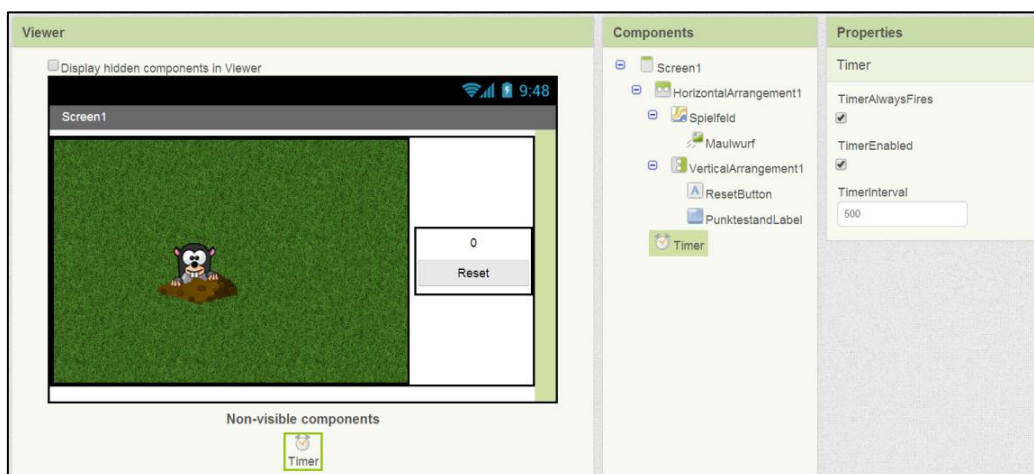 Viewer
Display hidden components in Viewer
9:48
Screen1
0
Reset
Non-visible components
Timer
Components
Screen1
HorizontalArrangement1
Spielfeld
Maulwurf
VerticalArrangement1
A ResetButton
PunktestandLabel
Timer
Properties
Timer
TimerAlwaysFires
TimerEnabled
TimerInterval
500